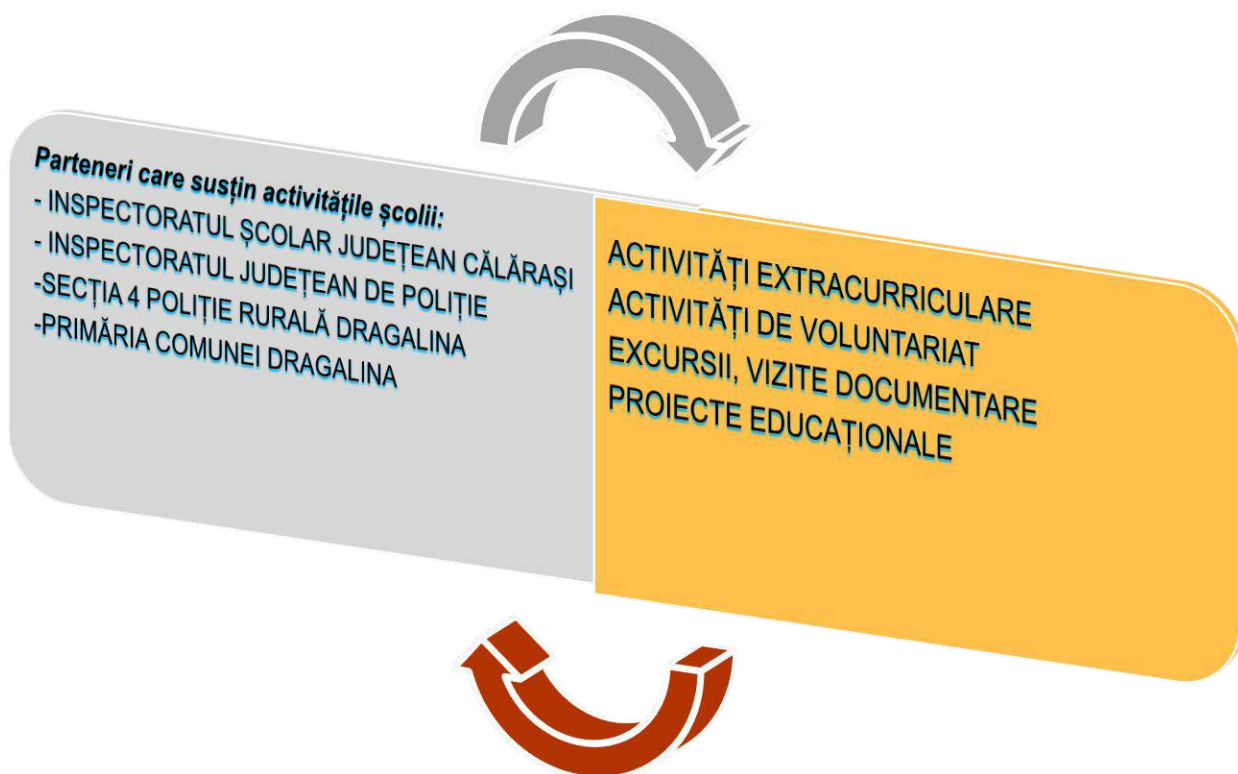 Parteneri care susțin activitățile școlii:
- INSPECTORATUL ȘCOLAR JUDEȚEAN CĂLĂRAȘI
- INSPECTORATUL JUDEȚEAN DE POLIȚIE
-SECȚIA 4 POLIȚIE RURALĂ DRAGALINA
-PRIMĂRIA COMUNEI DRAGALINA
ACTIVITĂȚI EXTRACURRICULARE
ACTIVITĂȚI DE VOLUNTARIAT
EXCURSII, VIZITE DOCUMENTARE
PROIECTE EDUCAȚIONALE